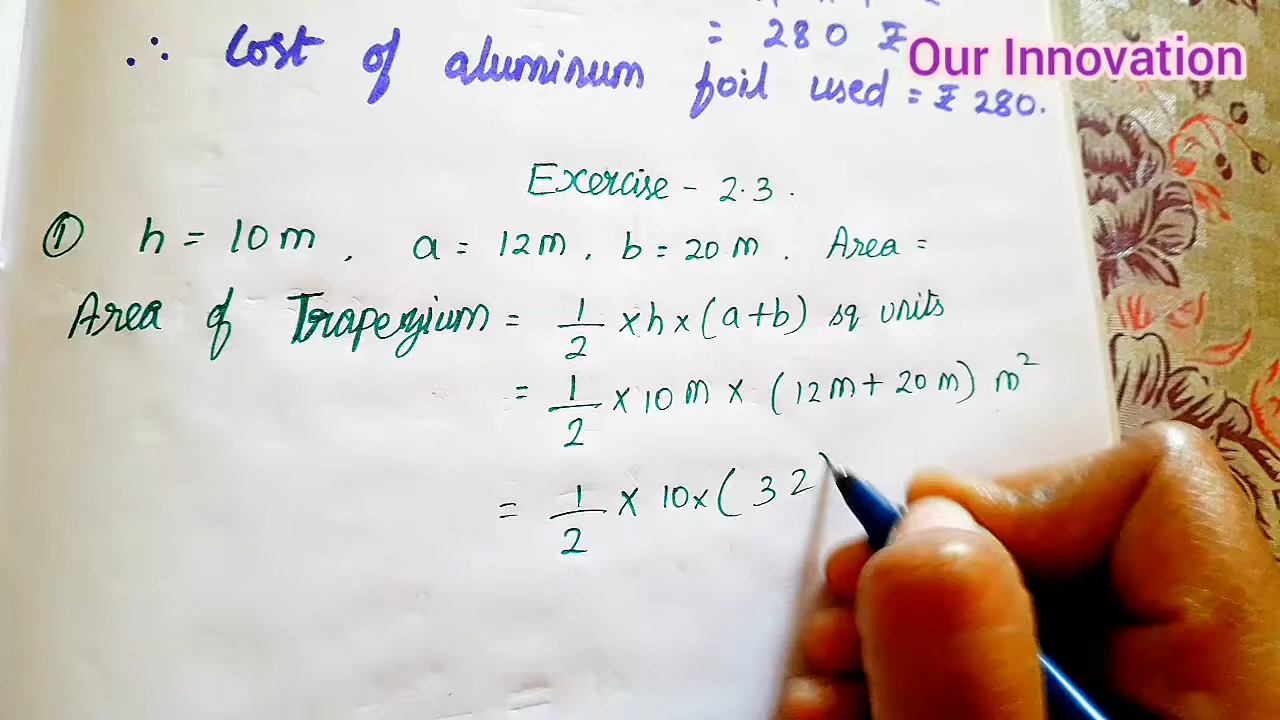 = 280 ₹
Our Innovation
∴ Cost of aluminum foil used = ₹ 280.
Exercise - 2.3.
① h = 10m, a = 12m, b = 20m. Area =
Area of Trapezium = 1/2 × h × (a+b) sq units
= 1/2 × 10m × (12m + 20m) m²
= 1/2 × 10 × (32)